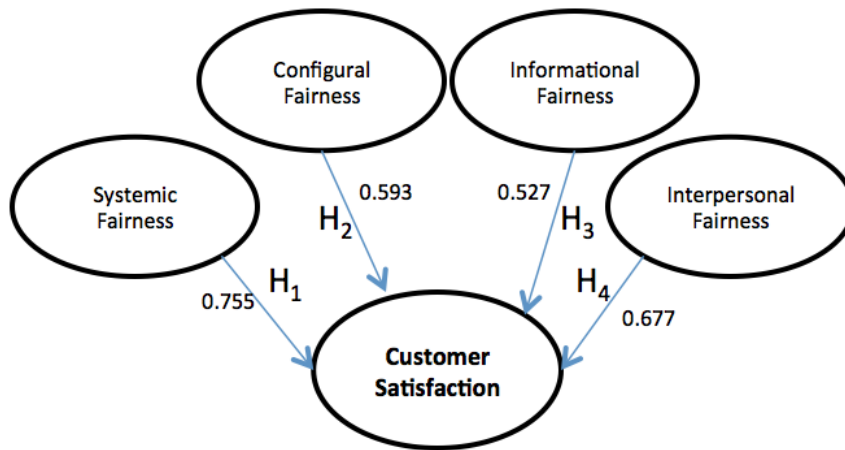 Configural
Fairness
Informational
Fairness
Systemic
Fairness
Interpersonal
Fairness
0.593
0.527
H₂
H₃
H₁
H₄
0.755
0.677
Customer
Satisfaction